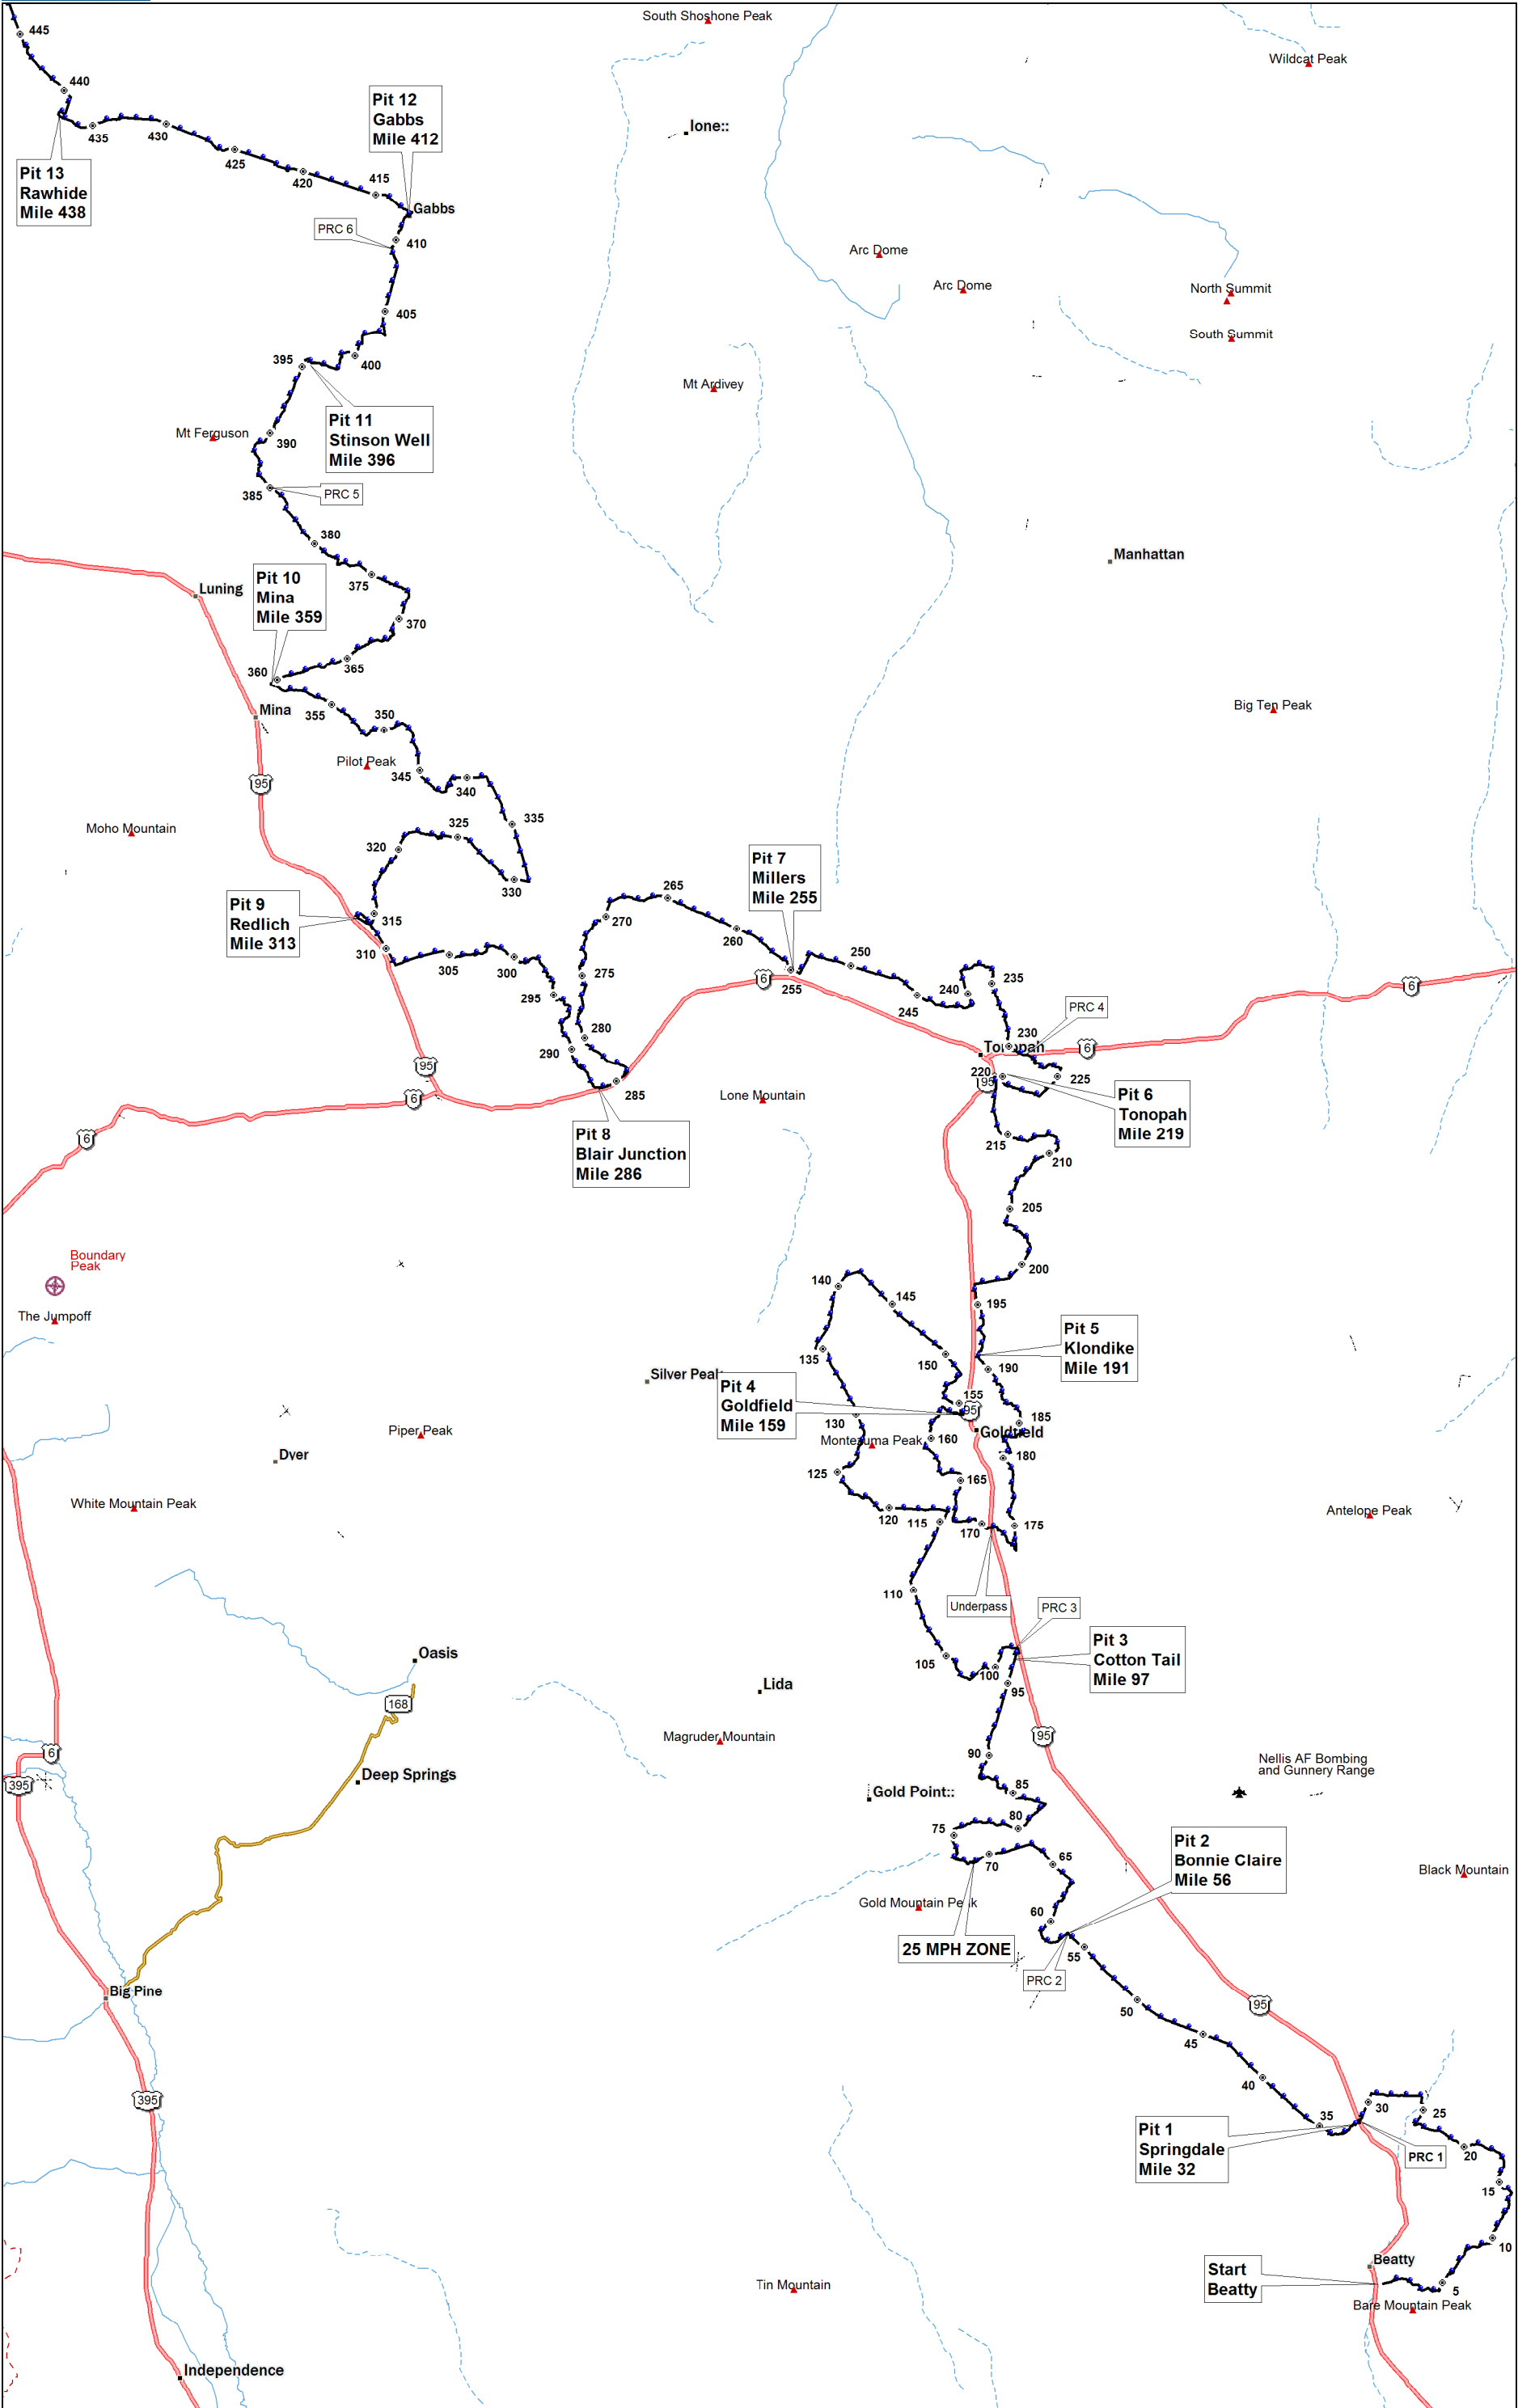 South Shoshone Peak
445
Wildcat Peak
440
Pit 12
Gabbs
Mile 412
Ione::
435
430
425
Pit 13
Rawhide
Mile 438
420
415
Gabbs
PRC 6
410
Arc Dome
Arc Dome
North Summit
405
South Summit
395
400
Mt Ardivey
Pit 11
Stinson Well
Mile 396
Mt Ferguson
390
385
PRC 5
380
Manhattan
Pit 10
Mina
Mile 359
Luning
375
370
365
360
Mina
355
350
Big Ten Peak
Pilot Peak
345
340
95
335
Moho Mountain
325
320
Pit 7
Millers
Mile 255
330
265
Pit 9
Redlich
Mile 313
315
270
260
310
305
300
250
275
6
255
240
235
6
295
245
PRC 4
280
230
Tonopah
6
290
95
220
95
225
6
285
Lone Mountain
Pit 6
Tonopah
Mile 219
6
Pit 8
Blair Junction
Mile 286
215
210
205
Boundary
Peak
200
140
145
195
The Jumpoff
Pit 5
Klondike
Mile 191
135
150
190
Silver Peak
Pit 4
Goldfield
Mile 159
155
95
185
130
Piper Peak
Goldfield
Montezuma Peak
160
Dyer
180
125
165
White Mountain Peak
Antelope Peak
120
115
170
175
110
Underpass
PRC 3
Pit 3
Cotton Tail
Mile 97
Oasis
105
100
95
Lida
168
Magruder Mountain
95
6
90
Nellis AF Bombing
and Gunnery Range
395
Deep Springs
85
Gold Point::
80
75
Pit 2
Bonnie Claire
Mile 56
70
65
Black Mountain
Gold Mountain Peak
60
25 MPH ZONE
55
PRC 2
Big Pine
50
95
45
40
395
30
25
35
Pit 1
Springdale
Mile 32
PRC 1
20
15
10
Beatty
Start
Beatty
5
Tin Mountain
Bare Mountain Peak
Independence